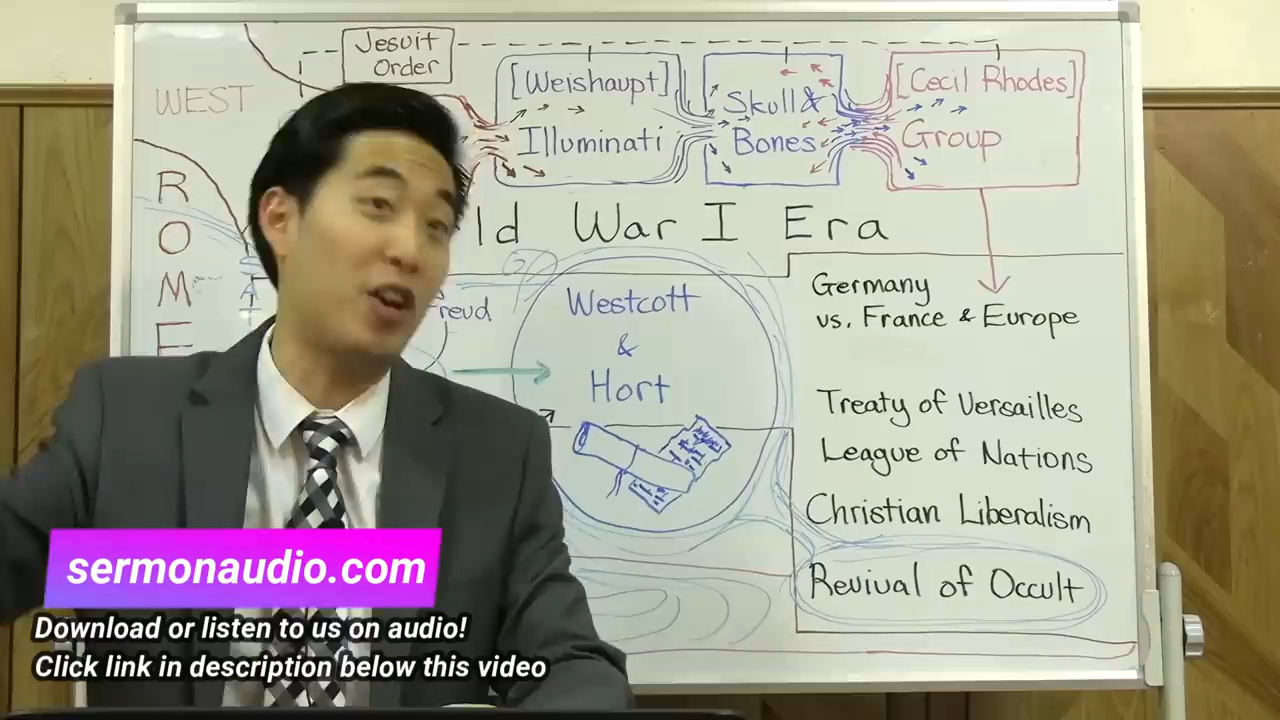 Jesuit
Order
WEST
[Weishaupt]
Illuminati
Skull &
Bones
[Cecil Rhodes]
Group
ROME
War I Era
Westcott
&
Hort
Germany
vs. France & Europe
Treaty of Versailles
League of Nations
Christian Liberalism
Revival of Occult
sermonaudio.com
Download or listen to us on audio!
Click link in description below this video